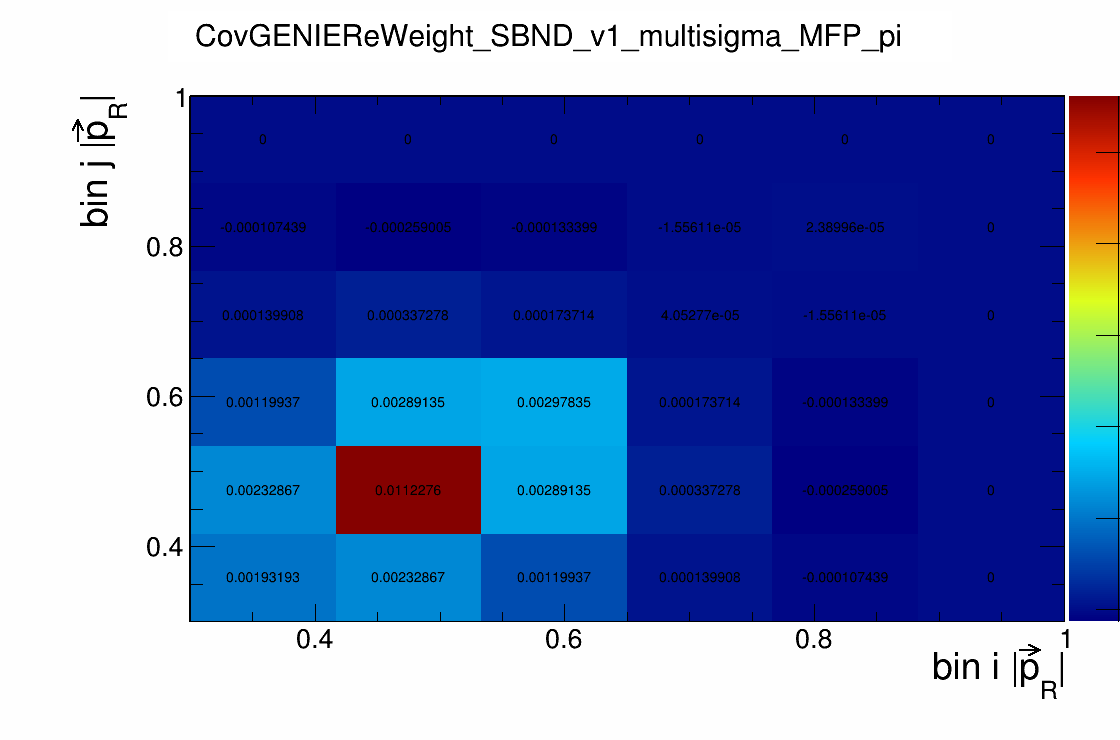 CovGENIEReWeight_SBND_v1_multisigma_MFP_pi
bin j |p⃗_R|
1
0 0 0 0 0 0
-0.000107439 -0.000259005 -0.000133399 -1.55611e-05 2.38996e-05 0
0.8
0.000139908 0.000337278 0.000173714 4.05277e-05 -1.55611e-05 0
0.6 0.00119937 0.00289135 0.00297835 0.000173714 -0.000133399 0
0.00232867 0.0112276 0.00289135 0.000337278 -0.000259005 0
0.4
0.00193193 0.00232867 0.00119937 0.000139908 -0.000107439 0
0.4 0.6 0.8 1
bin i |p⃗_R|